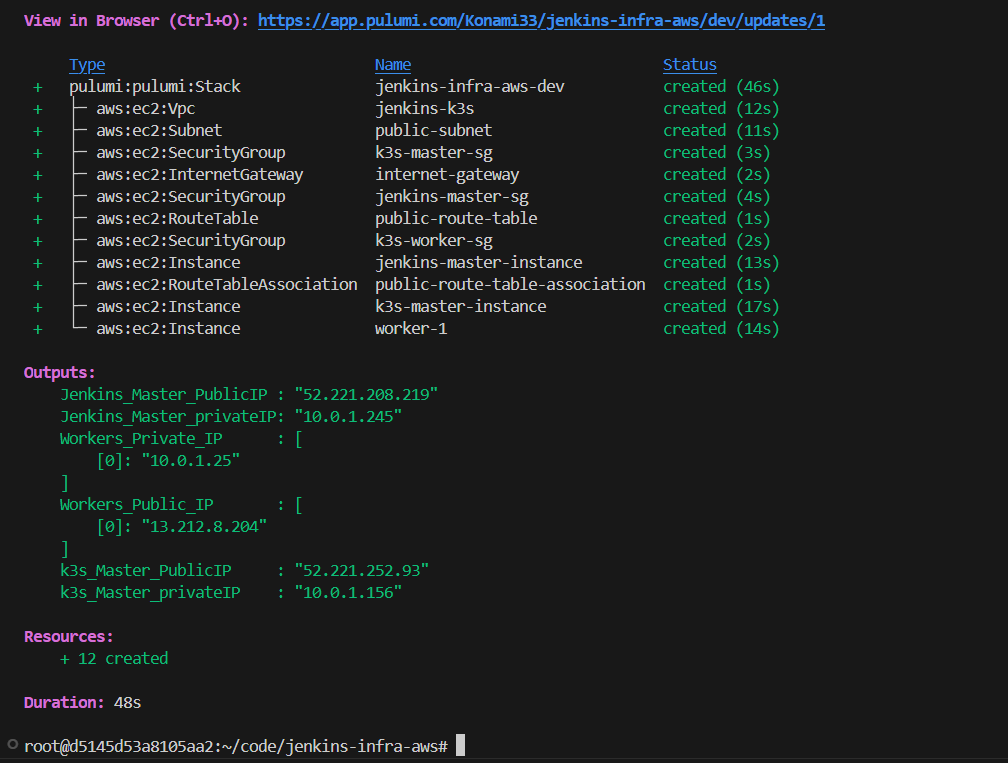 View in Browser (Ctrl+O): https://app.pulumi.com/Konami33/jenkins-infra-aws/dev/updates/1
Type Name Status
+ pulumi:pulumi:Stack jenkins-infra-aws-dev created (46s)
+ ├─ aws:ec2:Vpc jenkins-k3s created (12s)
+ ├─ aws:ec2:Subnet public-subnet created (11s)
+ ├─ aws:ec2:SecurityGroup k3s-master-sg created (3s)
+ ├─ aws:ec2:InternetGateway internet-gateway created (2s)
+ ├─ aws:ec2:SecurityGroup jenkins-master-sg created (4s)
+ ├─ aws:ec2:RouteTable public-route-table created (1s)
+ ├─ aws:ec2:SecurityGroup k3s-worker-sg created (2s)
+ ├─ aws:ec2:Instance jenkins-master-instance created (13s)
+ ├─ aws:ec2:RouteTableAssociation public-route-table-association created (1s)
+ ├─ aws:ec2:Instance k3s-master-instance created (17s)
+ └─ aws:ec2:Instance worker-1 created (14s)
Outputs:
Jenkins_Master_PublicIP : "52.221.208.219"
Jenkins_Master_privateIP: "10.0.1.245"
Workers_Private_IP : [
[0]: "10.0.1.25"
]
Workers_Public_IP : [
[0]: "13.212.8.204"
]
k3s_Master_PublicIP : "52.221.252.93"
k3s_Master_privateIP : "10.0.1.156"
Resources:
+ 12 created
Duration: 48s
root@d5145d53a8105aa2:~/code/jenkins-infra-aws#